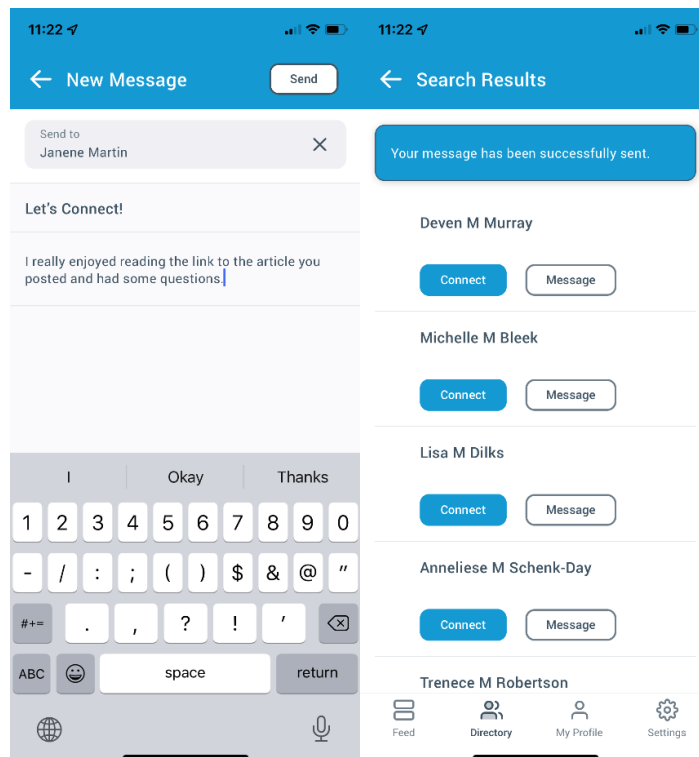 11:22
New Message
Send
Send to
Janene Martin
Let's Connect!
I really enjoyed reading the link to the article you
posted and had some questions.
I Okay Thanks
1 2 3 4 5 6 7 8 9 0
- / : ; ( ) $ & @ "
#+= . , ? ! '
ABC space return
11:22
Search Results
Your message has been successfully sent.
Deven M Murray
Connect Message
Michelle M Bleek
Connect Message
Lisa M Dilks
Connect Message
Anneliese M Schenk-Day
Connect Message
Trenece M Robertson
Feed Directory My Profile Settings